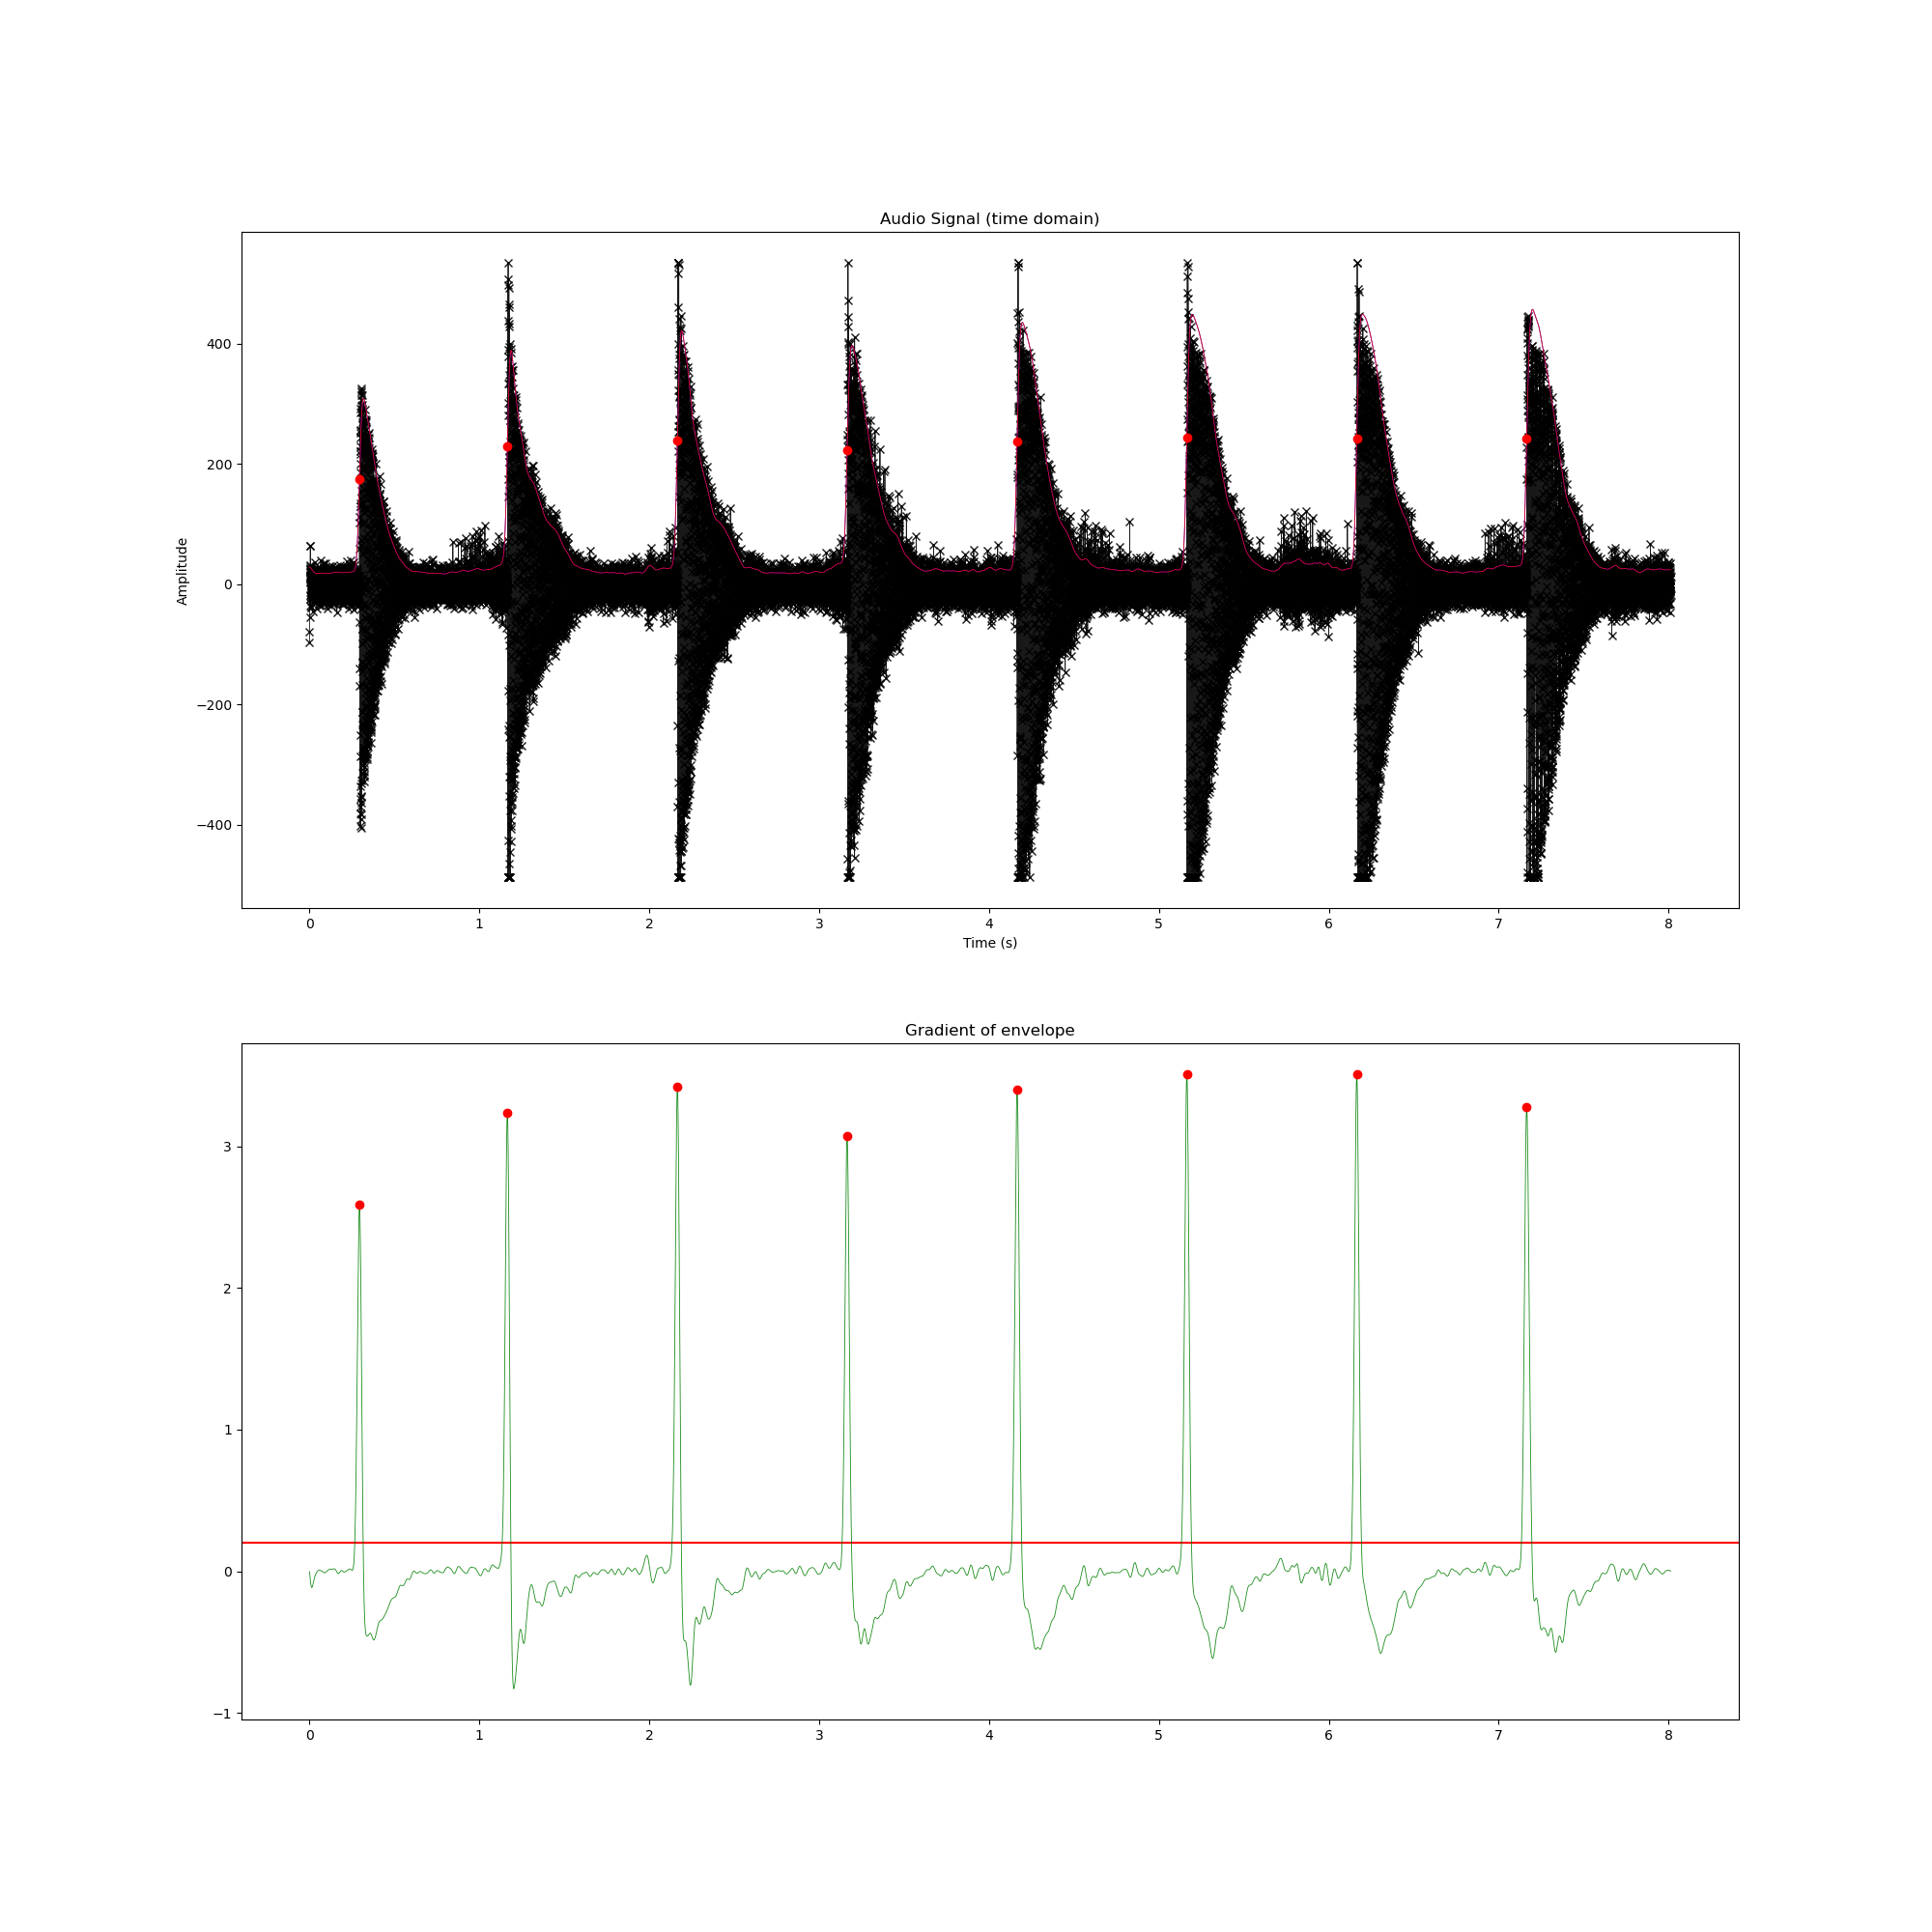 Audio Signal (time domain)
400
200
0
−200
−400
Amplitude
0 1 2 3 4 5 6 7 8
Time (s)
Gradient of envelope
3
2
1
0
−1
0 1 2 3 4 5 6 7 8